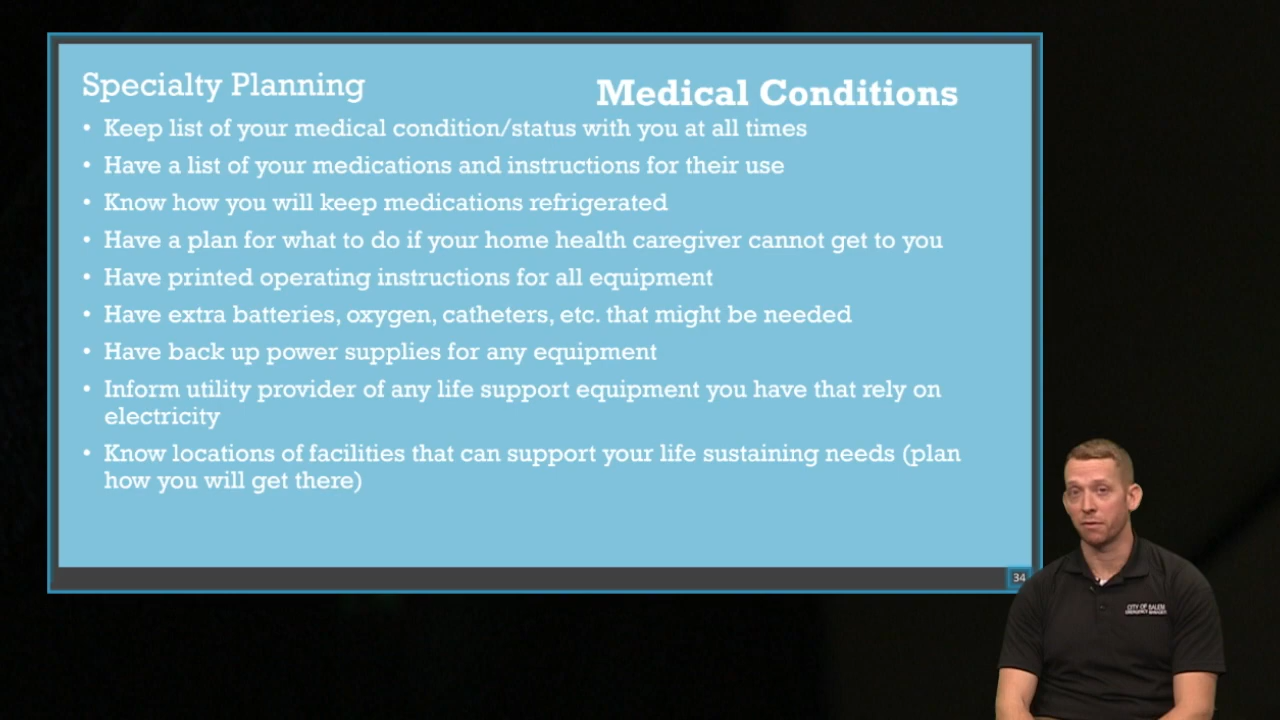 Specialty Planning
Medical Conditions
• Keep list of your medical condition/status with you at all times
• Have a list of your medications and instructions for their use
• Know how you will keep medications refrigerated
• Have a plan for what to do if your home health caregiver cannot get to you
• Have printed operating instructions for all equipment
• Have extra batteries, oxygen, catheters, etc. that might be needed
• Have back up power supplies for any equipment
• Inform utility provider of any life support equipment you have that rely on
electricity
• Know locations of facilities that can support your life sustaining needs (plan
how you will get there)
34
CITY OF SALEM